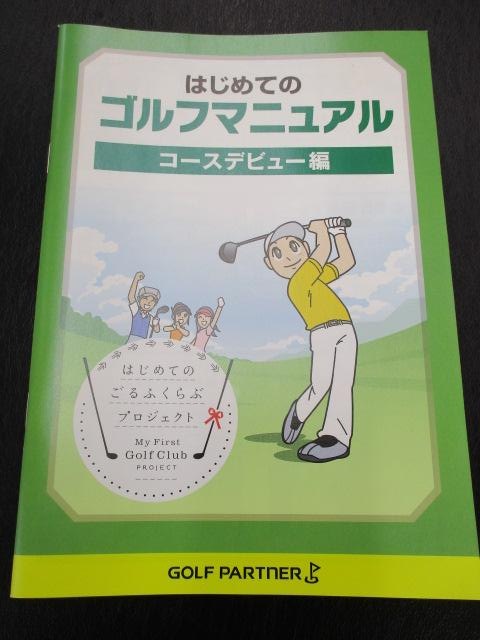 はじめての
ゴルフマニュアル
コースデビュー編
はじめての
ごるふくらぶ
プロジェクト
My First
Golf Club
PROJECT
GOLF PARTNER